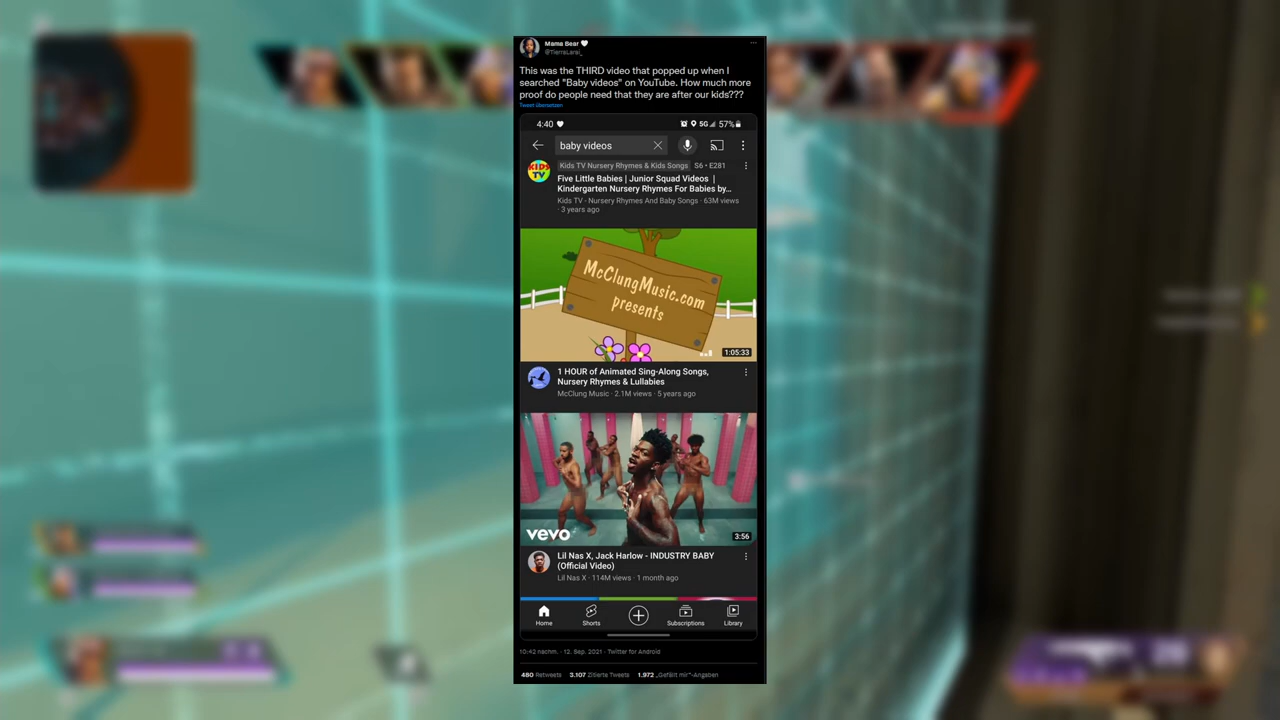 Mama Bear
@TierraLarai_
This was the THIRD video that popped up when I
searched "Baby videos" on YouTube. How much more
proof do people need that they are after our kids???
Tweet übersetzen
4:40
5G 57%
baby videos
KIDS
TV
Kids TV Nursery Rhymes & Kids Songs S6 • E281
Five Little Babies | Junior Squad Videos |
Kindergarten Nursery Rhymes For Babies by...
Kids TV - Nursery Rhymes And Baby Songs · 63M views
· 3 years ago
McClungMusic.com
presents
1:05:33
1 HOUR of Animated Sing-Along Songs,
Nursery Rhymes & Lullabies
McClung Music · 2.1M views · 5 years ago
vevo
3:56
Lil Nas X, Jack Harlow - INDUSTRY BABY
(Official Video)
Lil Nas X · 114M views · 1 month ago
Home Shorts Subscriptions Library
10:42 nachm. · 12. Sep. 2021 · Twitter for Android
480 Retweets 3.107 Zitierte Tweets 1.972 „Gefällt mir“-Angaben